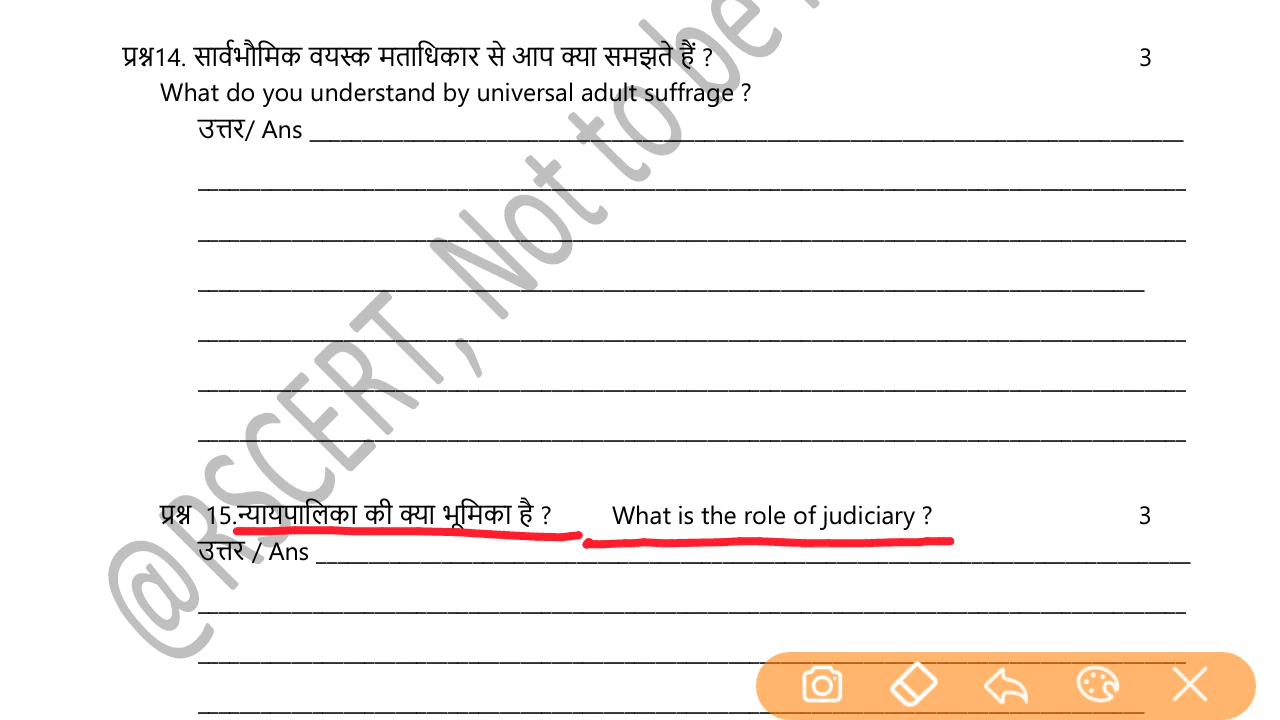 प्रश्न14. सार्वभौमिक वयस्क मताधिकार से आप क्या समझते हैं ? 3
What do you understand by universal adult suffrage ?
उत्तर/ Ans
प्रश्न 15.न्यायपालिका की क्या भूमिका है ? What is the role of judiciary ? 3
उत्तर / Ans
@RSCERT, Not to be